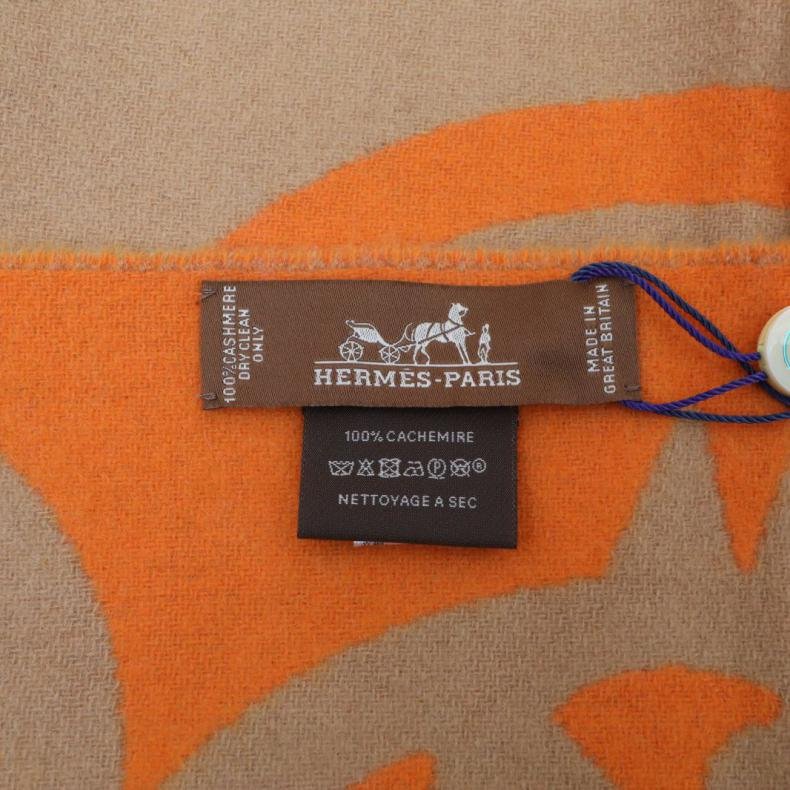 100% CASHMERE
DRY CLEAN
ONLY
HERMÈS-PARIS
MADE IN
GREAT BRITAIN
100% CACHEMIRE
NETTOYAGE A SEC